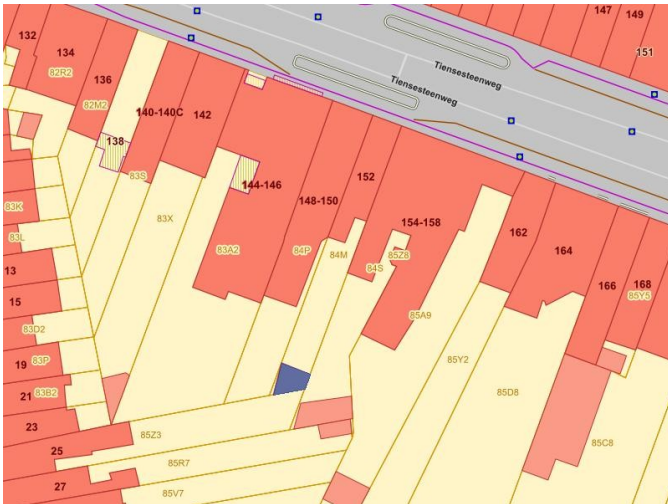 147
149
151
132
134
82R2
136
82M2
Tiensesteenweg
Tiensesteenweg
140-140C
142
138
83S
144-146
152
148-150
154-158
83K
83X
83L
83A2
84P
84M
85Z8
84S
162
164
166
168
85Y5
13
15
83D2
85A9
19
83P
85Y2
21
83B2
85D8
23
85Z3
25
85R7
85C8
27
85V7